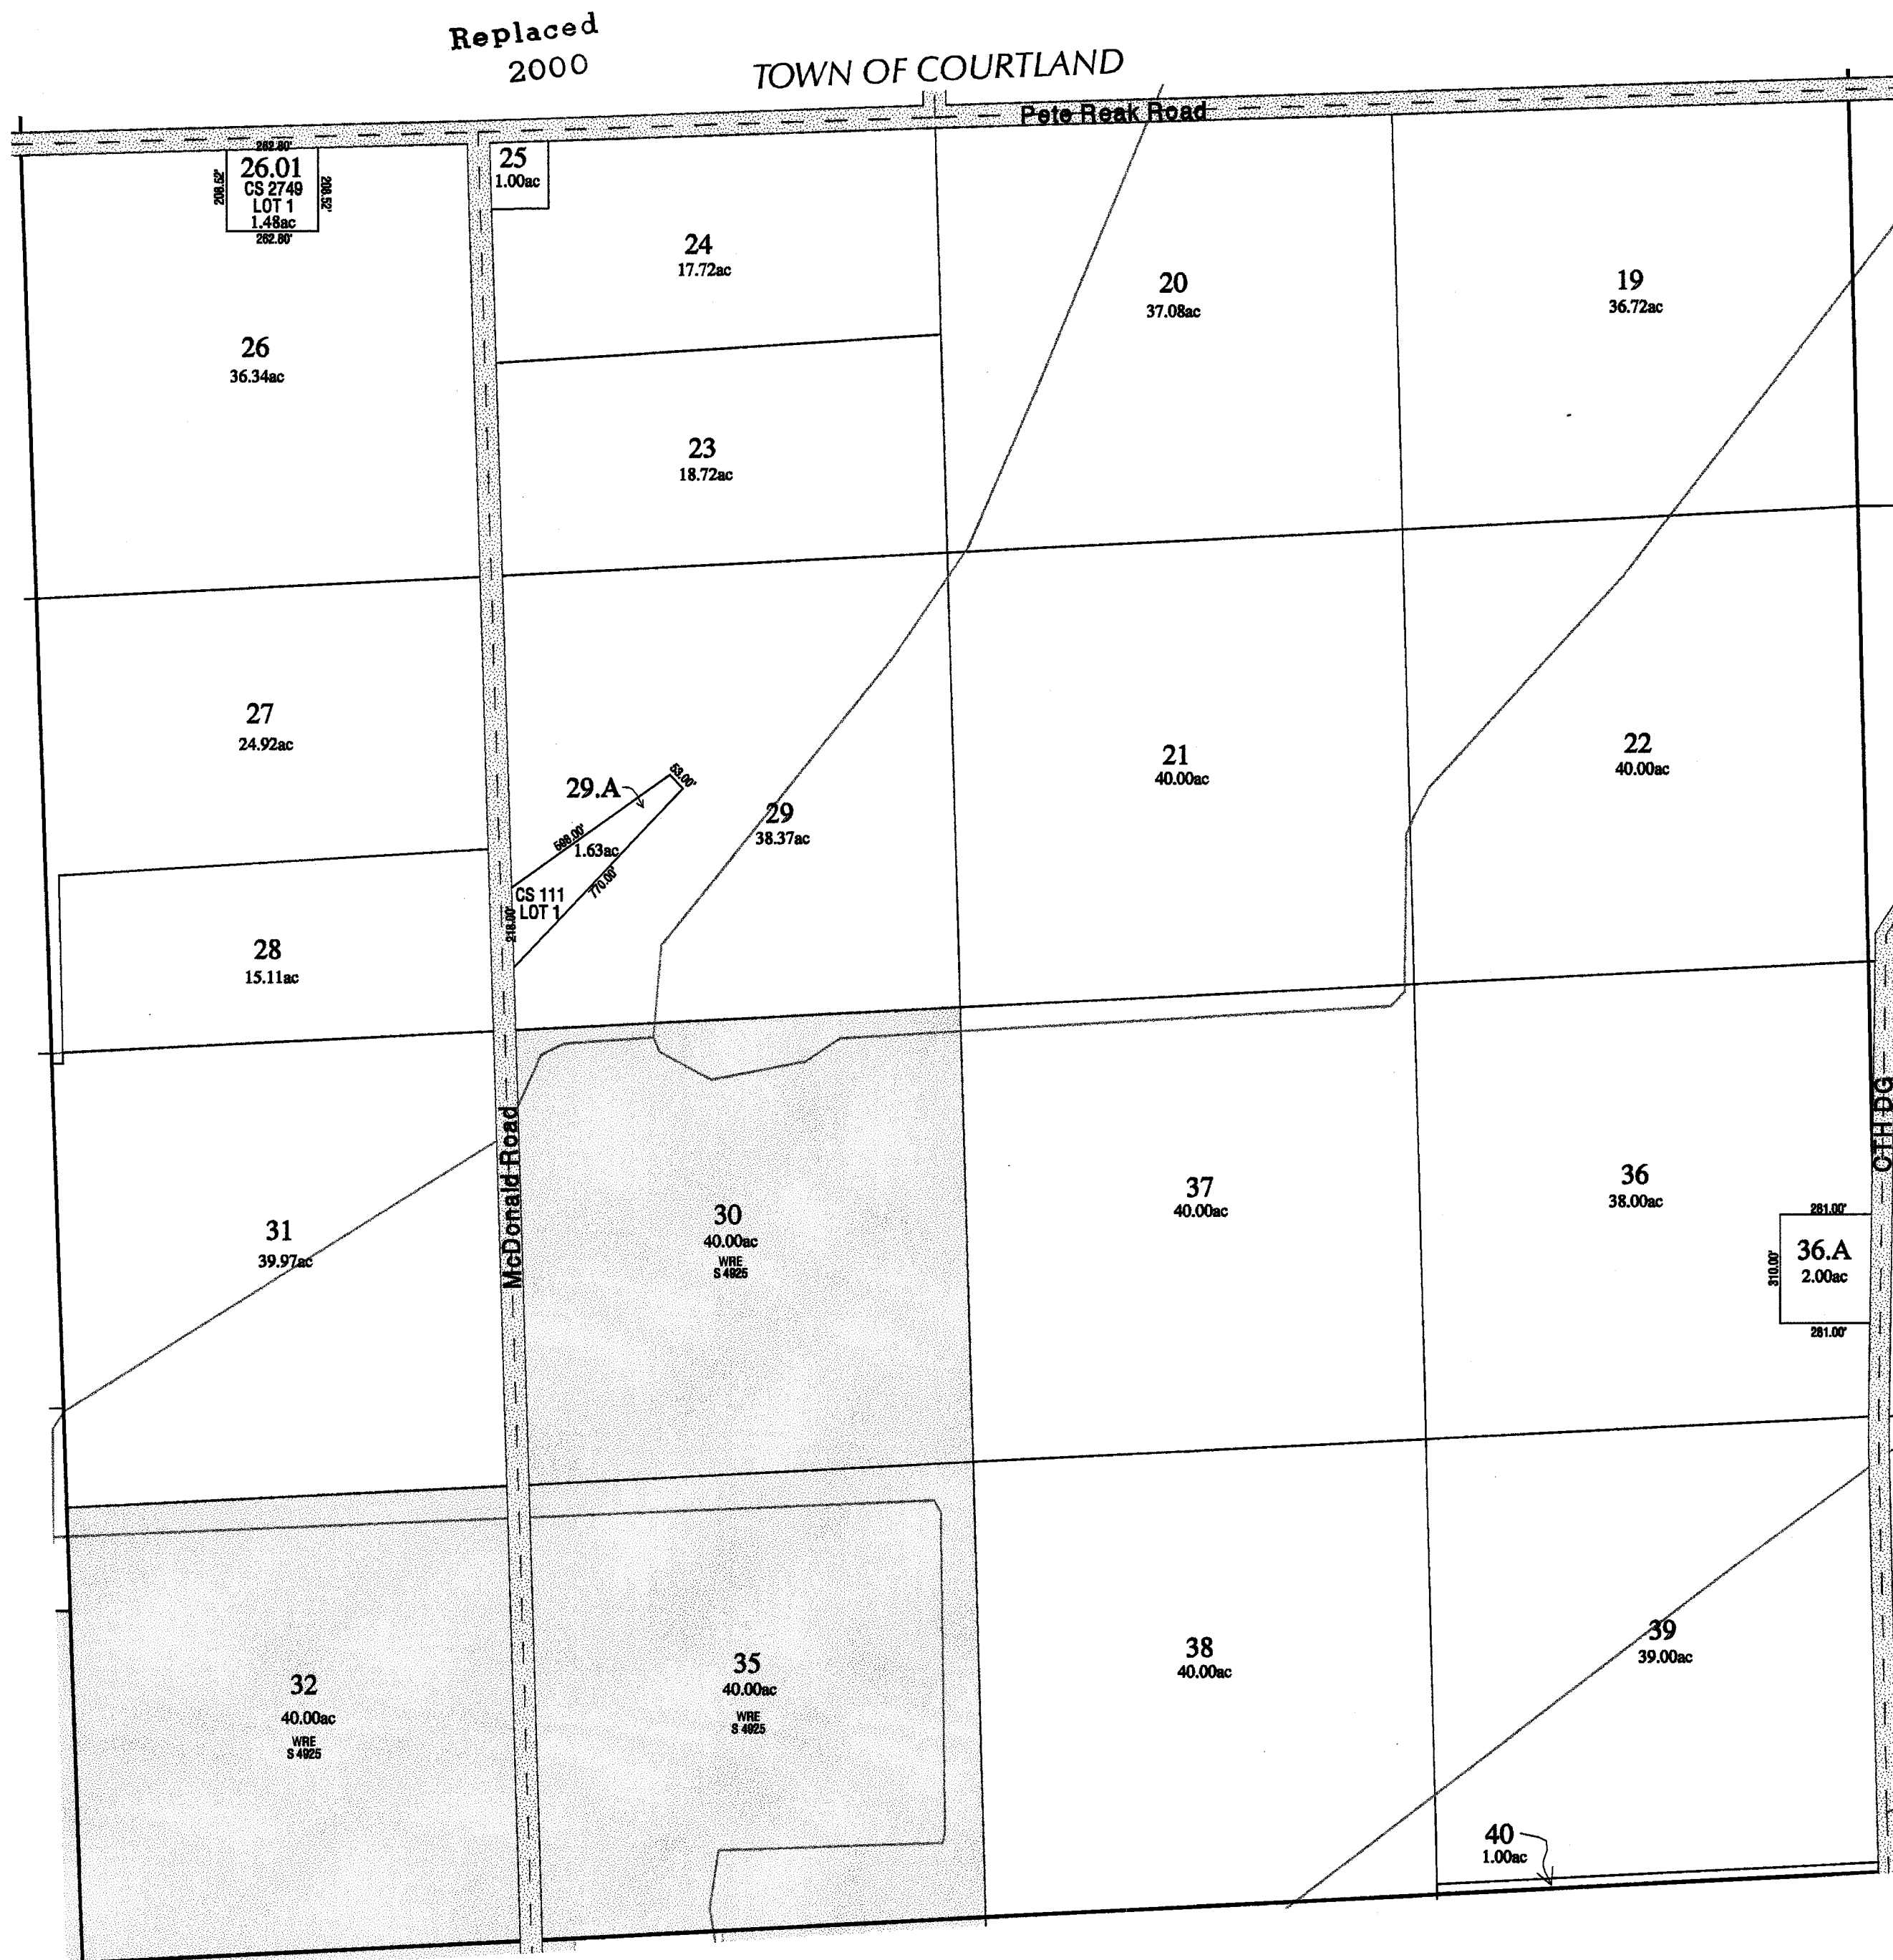 Replaced
2000
TOWN OF COURTLAND
Pete Reak Road
262.80'
26.01
CS 2749
LOT 1
1.48ac
262.80'
208.52'
208.52'
25
1.00ac
24
17.72ac
20
37.08ac
19
36.72ac
26
36.34ac
23
18.72ac
27
24.92ac
29.A
53.00'
698.00'
1.63ac
770.00'
CS 111
LOT 1
218.00'
29
38.37ac
21
40.00ac
22
40.00ac
28
15.11ac
McDonald Road
CTH DG
31
39.97ac
30
40.00ac
WRE
S 4925
37
40.00ac
36
38.00ac
281.00'
36.A
2.00ac
310.00'
281.00'
32
40.00ac
WRE
S 4925
35
40.00ac
WRE
S 4925
38
40.00ac
39
39.00ac
40
1.00ac